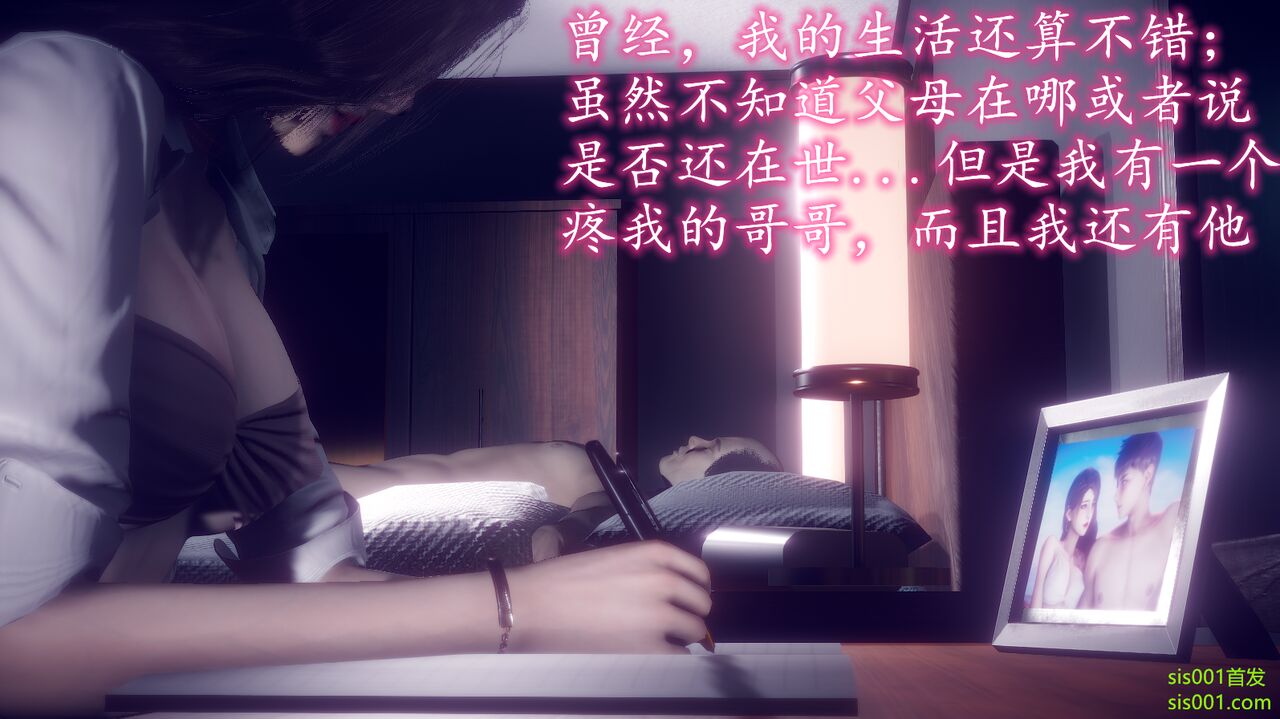 曾经，我的生活还算不错；
虽然不知道父母在哪或者说
是否还在世...但是我有一个
疼我的哥哥，而且我还有他
sis001首发
sis001.com